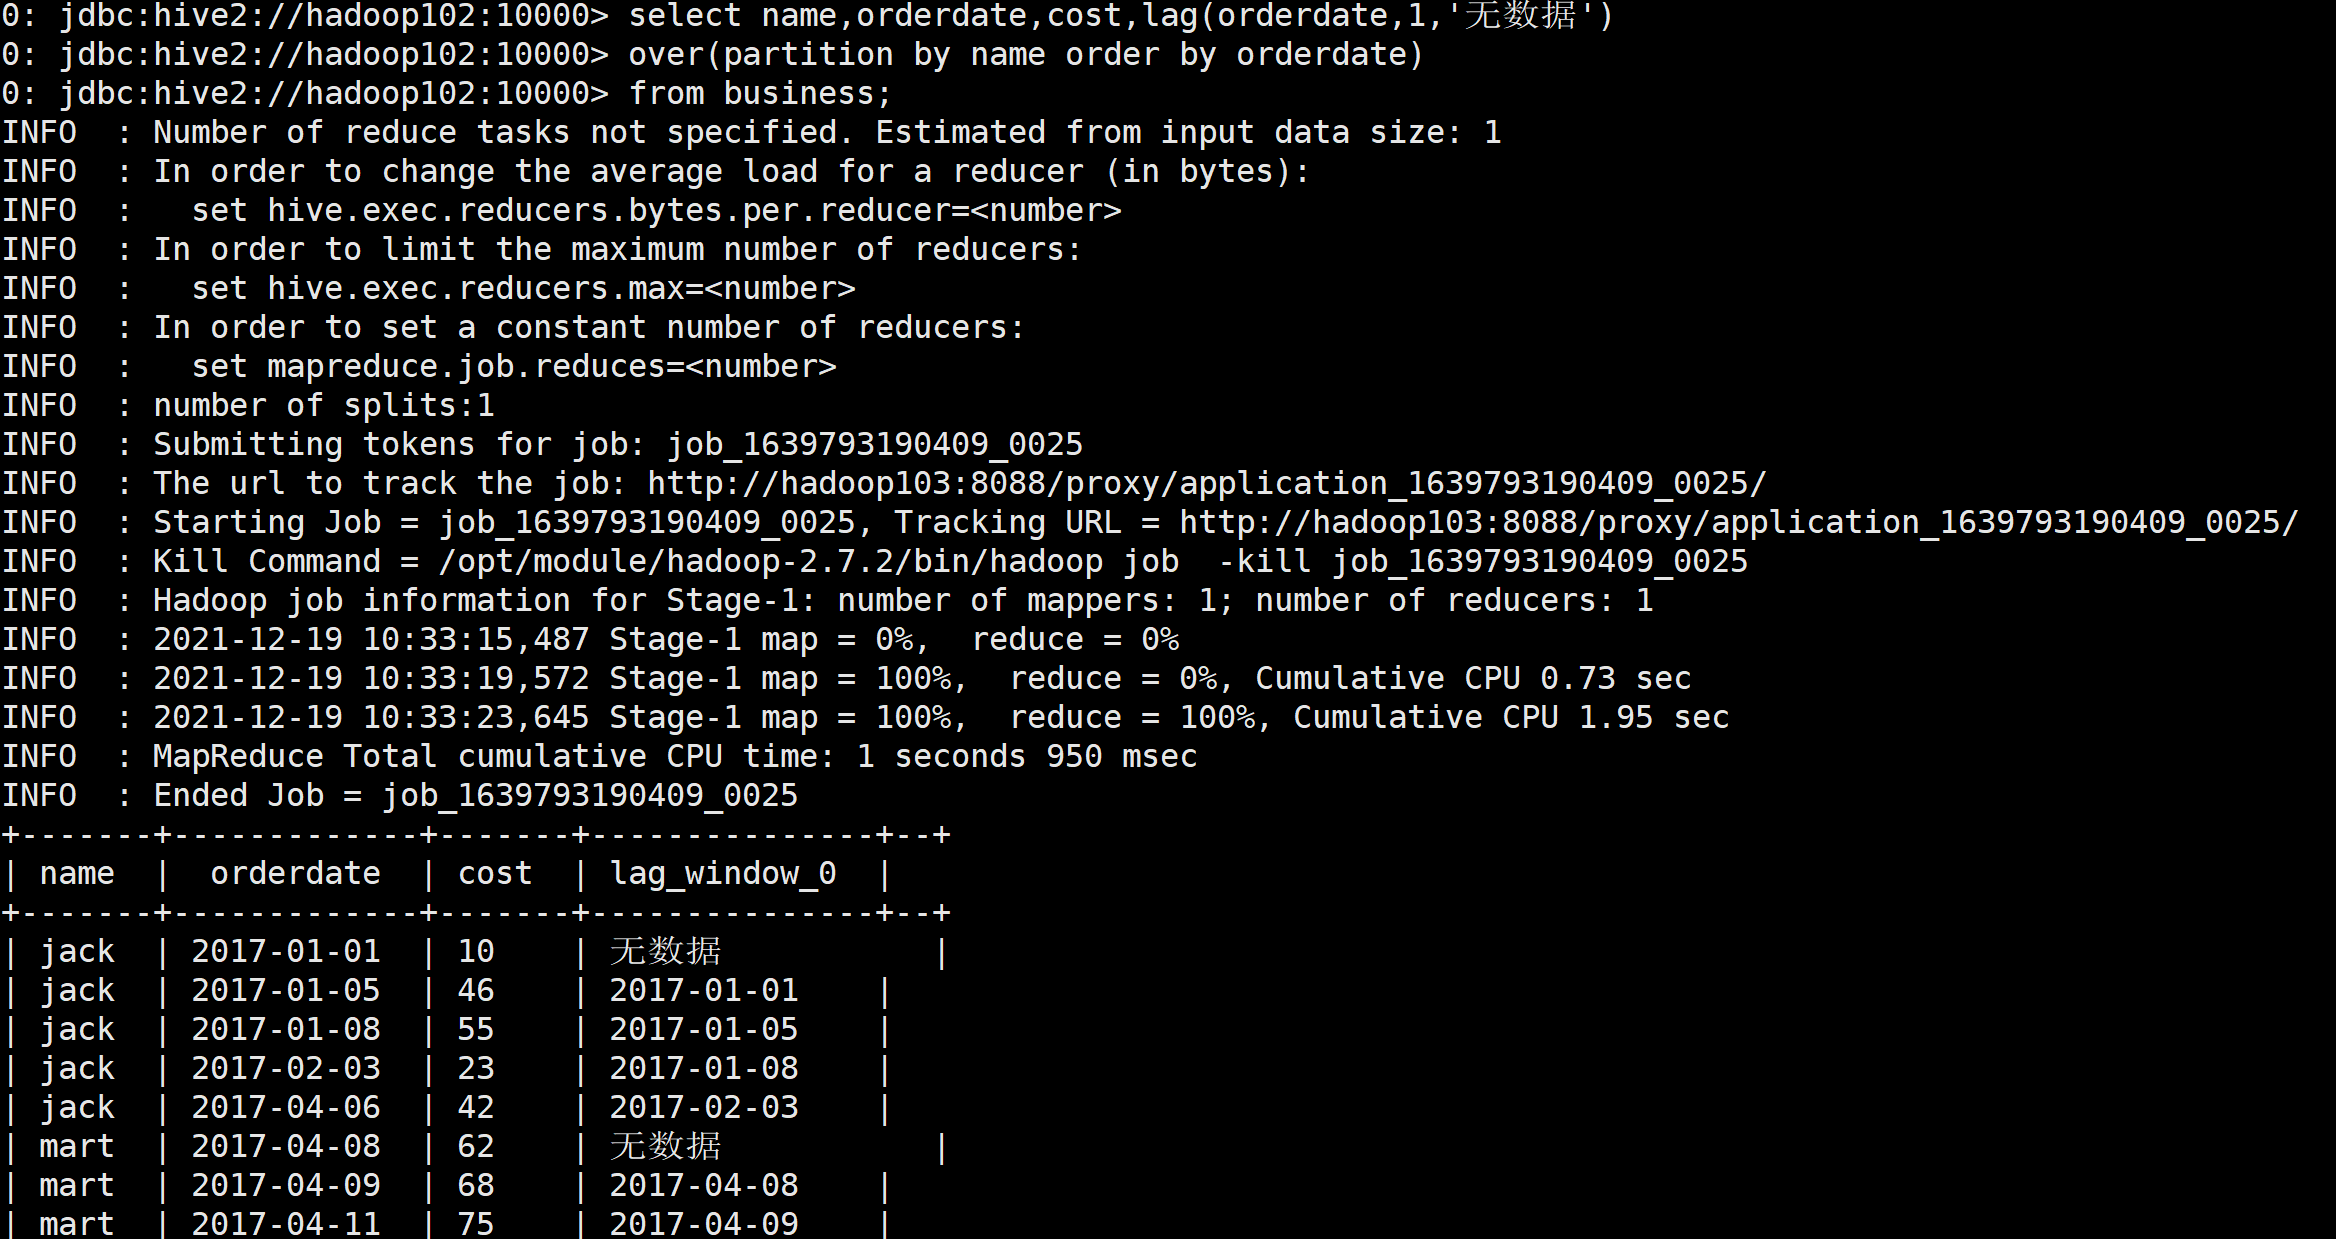 0: jdbc:hive2://hadoop102:10000> select name,orderdate,cost,lag(orderdate,1,'无数据')
0: jdbc:hive2://hadoop102:10000> over(partition by name order by orderdate)
0: jdbc:hive2://hadoop102:10000> from business;
INFO  : Number of reduce tasks not specified. Estimated from input data size: 1
INFO  : In order to change the average load for a reducer (in bytes):
INFO  :   set hive.exec.reducers.bytes.per.reducer=<number>
INFO  : In order to limit the maximum number of reducers:
INFO  :   set hive.exec.reducers.max=<number>
INFO  : In order to set a constant number of reducers:
INFO  :   set mapreduce.job.reduces=<number>
INFO  : number of splits:1
INFO  : Submitting tokens for job: job_1639793190409_0025
INFO  : The url to track the job: http://hadoop103:8088/proxy/application_1639793190409_0025/
INFO  : Starting Job = job_1639793190409_0025, Tracking URL = http://hadoop103:8088/proxy/application_1639793190409_0025/
INFO  : Kill Command = /opt/module/hadoop-2.7.2/bin/hadoop job  -kill job_1639793190409_0025
INFO  : Hadoop job information for Stage-1: number of mappers: 1; number of reducers: 1
INFO  : 2021-12-19 10:33:15,487 Stage-1 map = 0%,  reduce = 0%
INFO  : 2021-12-19 10:33:19,572 Stage-1 map = 100%,  reduce = 0%, Cumulative CPU 0.73 sec
INFO  : 2021-12-19 10:33:23,645 Stage-1 map = 100%,  reduce = 100%, Cumulative CPU 1.95 sec
INFO  : MapReduce Total cumulative CPU time: 1 seconds 950 msec
INFO  : Ended Job = job_1639793190409_0025
+-------+-------------+-------+---------------+--+
| name  |  orderdate  | cost  | lag_window_0  |
+-------+-------------+-------+---------------+--+
| jack  | 2017-01-01  | 10    | 无数据           |
| jack  | 2017-01-05  | 46    | 2017-01-01    |
| jack  | 2017-01-08  | 55    | 2017-01-05    |
| jack  | 2017-02-03  | 23    | 2017-01-08    |
| jack  | 2017-04-06  | 42    | 2017-02-03    |
| mart  | 2017-04-08  | 62    | 无数据           |
| mart  | 2017-04-09  | 68    | 2017-04-08    |
| mart  | 2017-04-11  | 75    | 2017-04-09    |